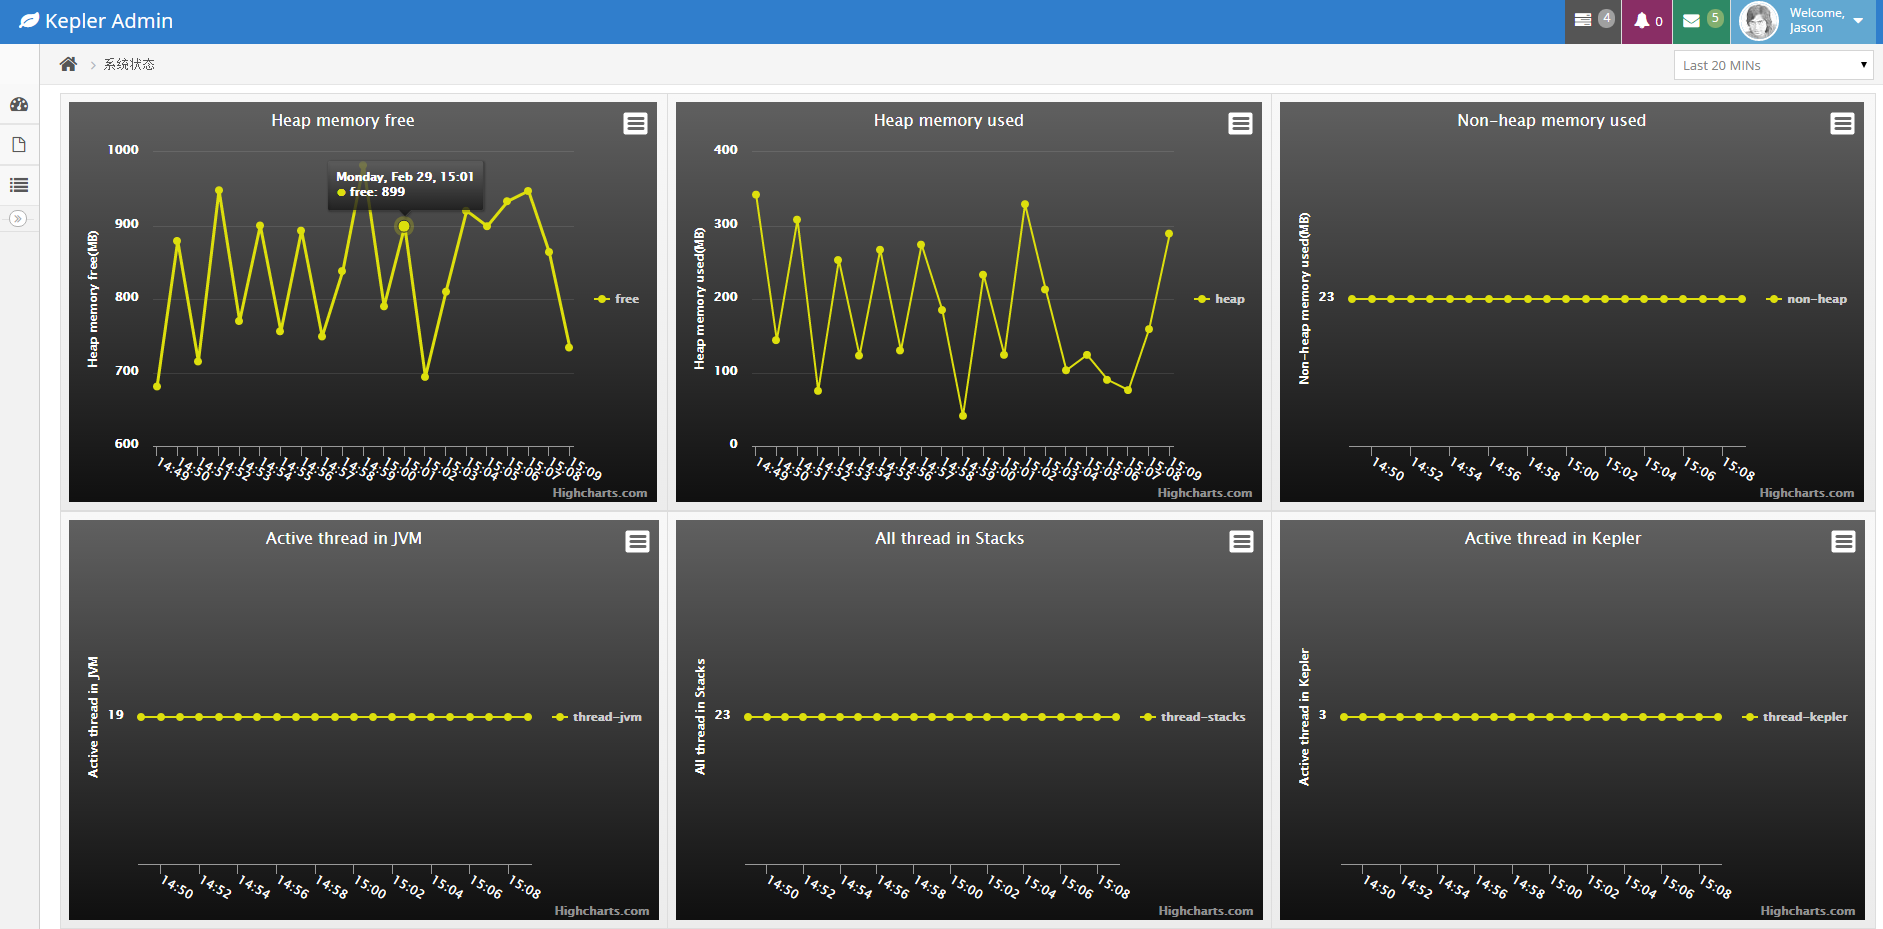 Kepler Admin
4
0
5
Welcome,
Jason
系统状态
Last 20 MINs
Heap memory free
Heap memory free(MB)
1000
900
800
700
600
Monday, Feb 29, 15:01
free: 899
free
14:49 14:50 14:51 14:52 14:53 14:54 14:55 14:56 14:57 14:58 14:59 15:00 15:01 15:02 15:03 15:04 15:05 15:06 15:07 15:08 15:09
Highcharts.com
Heap memory used
Heap memory used(MB)
400
300
200
100
0
heap
14:49 14:50 14:51 14:52 14:53 14:54 14:55 14:56 14:57 14:58 14:59 15:00 15:01 15:02 15:03 15:04 15:05 15:06 15:07 15:08 15:09
Highcharts.com
Non-heap memory used
Non-heap memory used(MB)
23
non-heap
14:50 14:52 14:54 14:56 14:58 15:00 15:02 15:04 15:06 15:08
Highcharts.com
Active thread in JVM
Active thread in JVM
19
thread-jvm
14:50 14:52 14:54 14:56 14:58 15:00 15:02 15:04 15:06 15:08
Highcharts.com
All thread in Stacks
All thread in Stacks
23
thread-stacks
14:50 14:52 14:54 14:56 14:58 15:00 15:02 15:04 15:06 15:08
Highcharts.com
Active thread in Kepler
Active thread in Kepler
3
thread-kepler
14:50 14:52 14:54 14:56 14:58 15:00 15:02 15:04 15:06 15:08
Highcharts.com